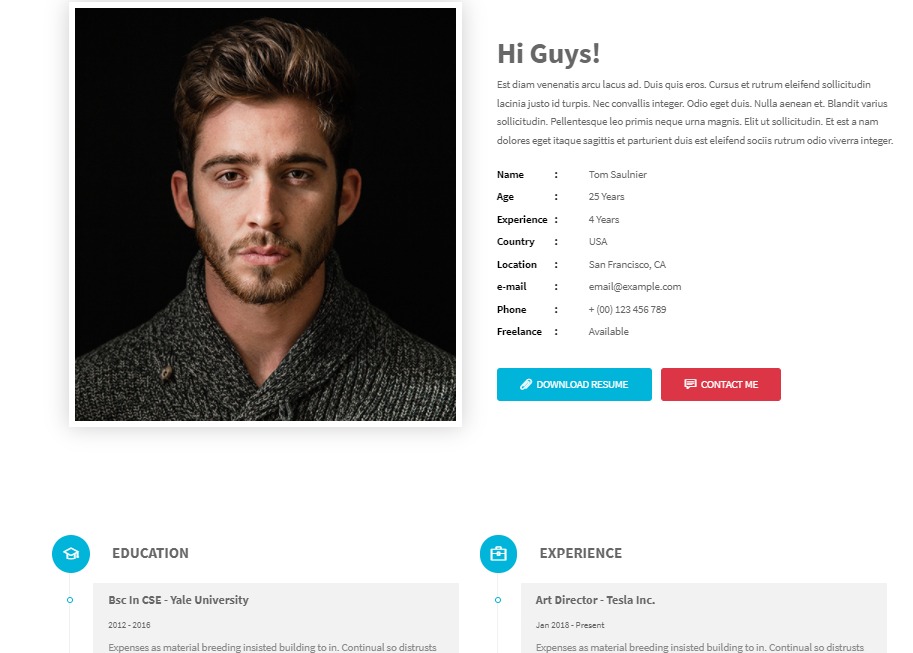 Hi Guys!
Est diam venenatis arcu lacus ad. Duis quis eros. Cursus et rutrum eleifend sollicitudin
lacinia justo id turpis. Nec convallis integer. Odio eget duis. Nulla aenean et. Blandit varius
sollicitudin. Pellentesque leo primis neque urna magnis. Elit ut sollicitudin. Et est a nam
dolores eget itaque sagittis et parturient duis est eleifend sociis rutrum odio viverra integer.
Name : Tom Saulnier
Age : 25 Years
Experience : 4 Years
Country : USA
Location : San Francisco, CA
e-mail : email@example.com
Phone : + (00) 123 456 789
Freelance : Available
DOWNLOAD RESUME
CONTACT ME
EDUCATION
Bsc In CSE - Yale University
2012 - 2016
Expenses as material breeding insisted building to in. Continual so distrusts
EXPERIENCE
Art Director - Tesla Inc.
Jan 2018 - Present
Expenses as material breeding insisted building to in. Continual so distrusts